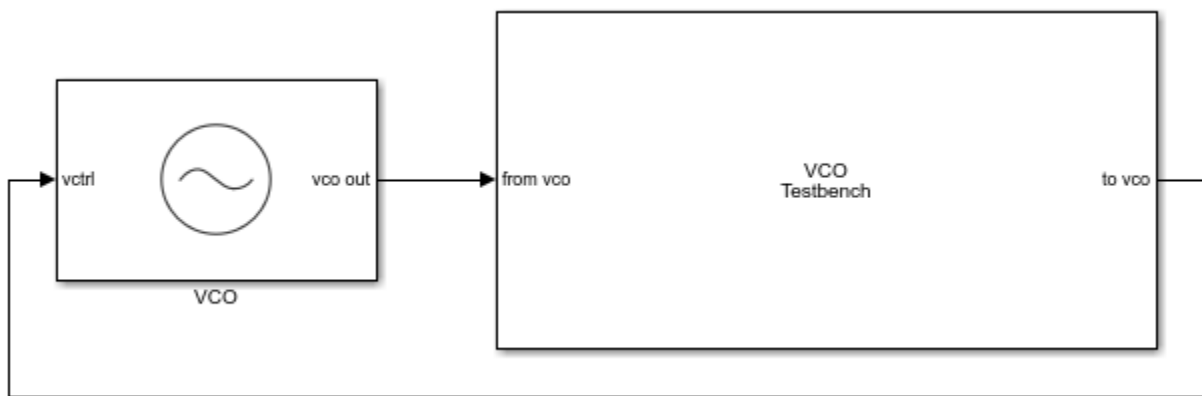 vctrl
vco out
VCO
from vco
VCO
Testbench
to vco